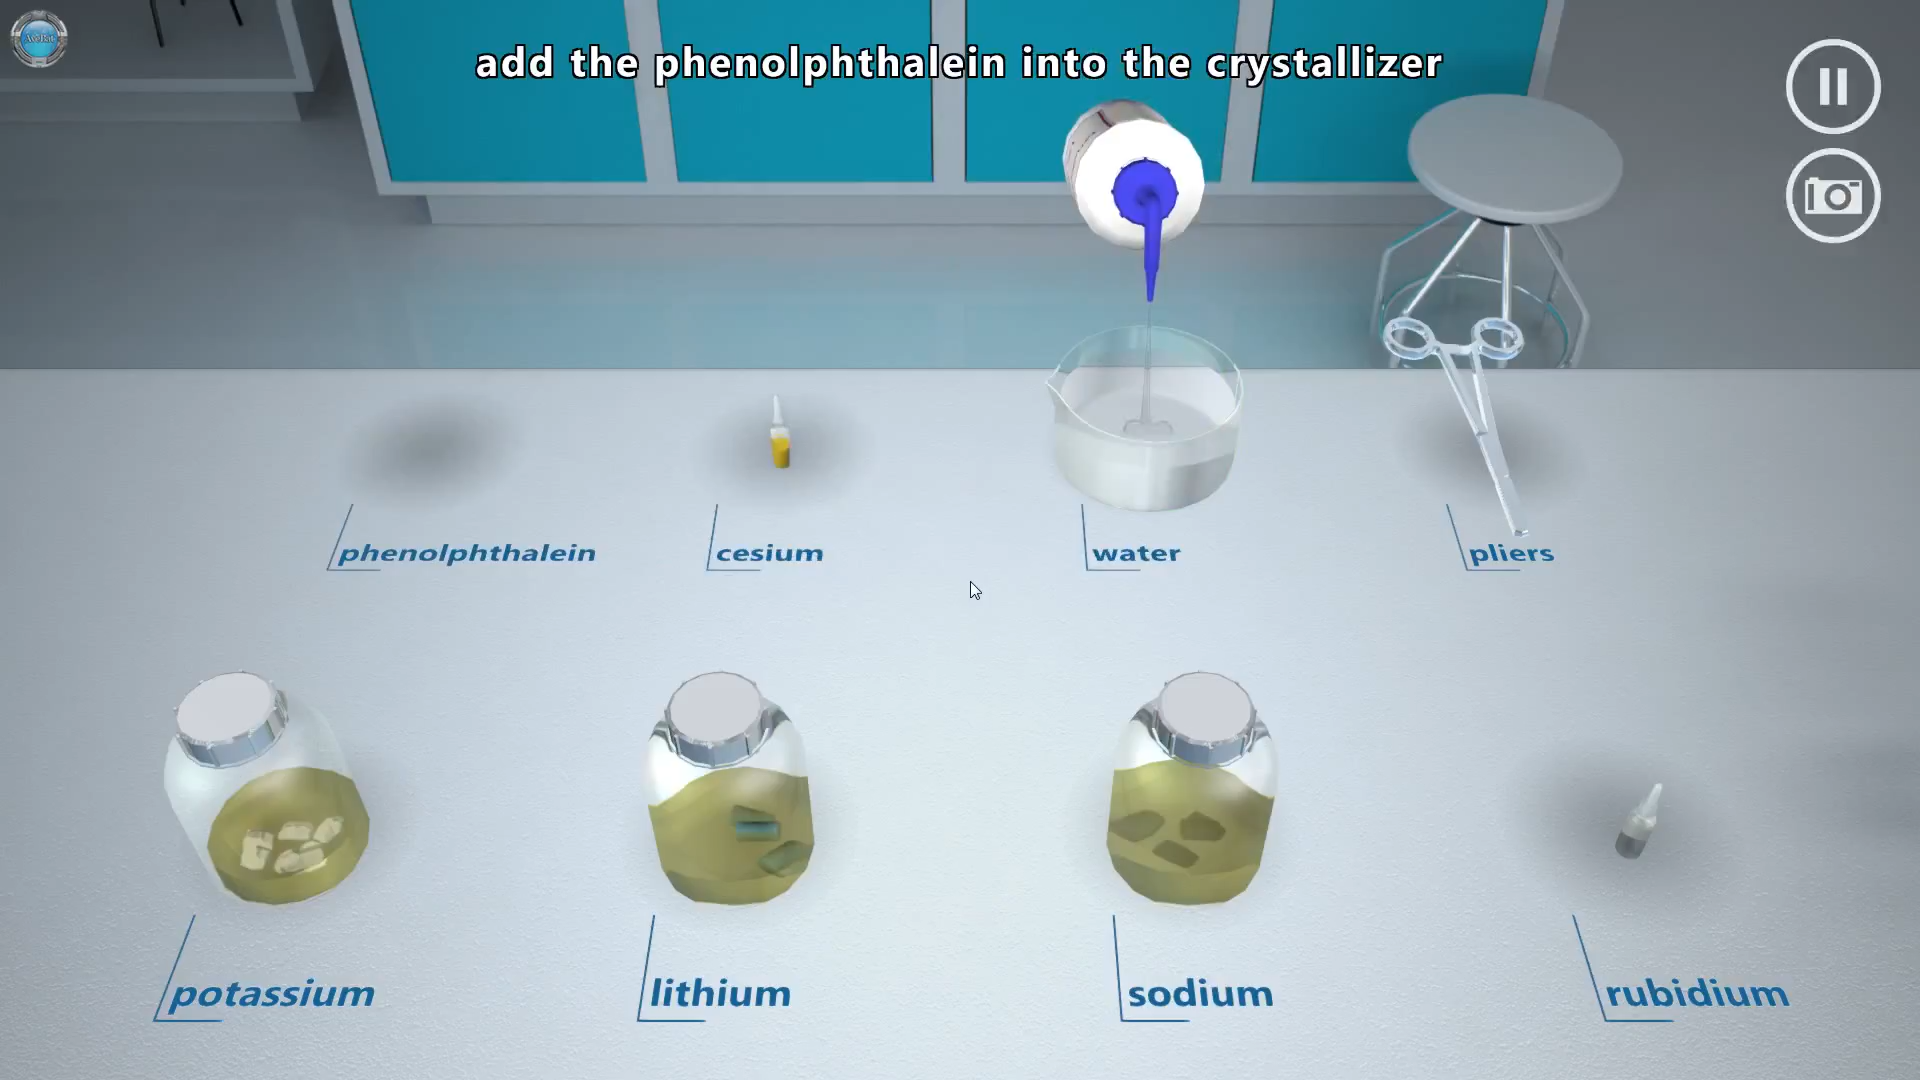 add the phenolphthalein into the crystallizer
phenolphthalein
cesium
water
pliers
potassium
lithium
sodium
rubidium